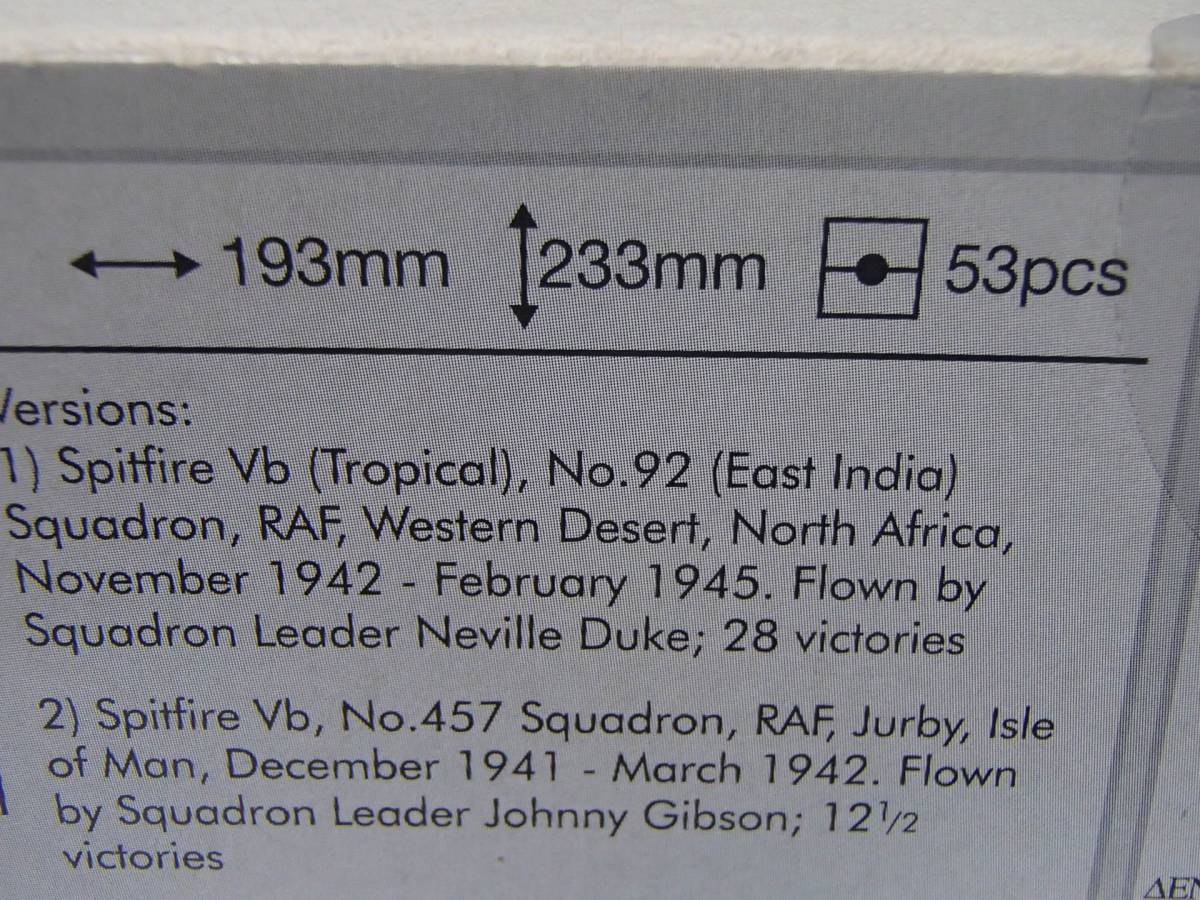 193mm 233mm 53pcs
Versions:
1) Spitfire Vb (Tropical), No.92 (East India)
Squadron, RAF, Western Desert, North Africa,
November 1942 - February 1945. Flown by
Squadron Leader Neville Duke; 28 victories
2) Spitfire Vb, No.457 Squadron, RAF, Jurby, Isle
of Man, December 1941 - March 1942. Flown
by Squadron Leader Johnny Gibson; 12 1/2
victories